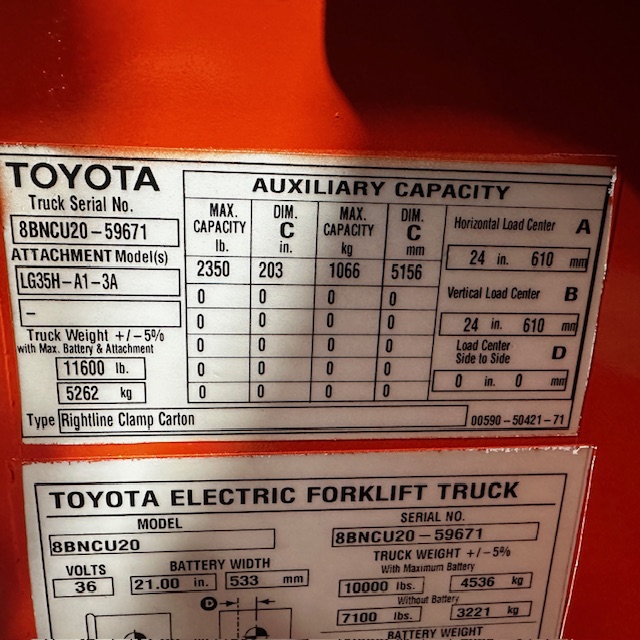 TOYOTA
Truck Serial No.
8BNCU20-59671
ATTACHMENT Model(s)
LG35H-A1-3A
-
Truck Weight +/-5%
with Max. Battery & Attachment
11600 lb.
5262 kg
AUXILIARY CAPACITY
MAX. CAPACITY lb. DIM. C in. MAX. CAPACITY kg DIM. C mm
2350 203 1066 5156
0 0 0 0
0 0 0 0
0 0 0 0
0 0 0 0
0 0 0 0
Horizontal Load Center A
24 in. 610 mm
Vertical Load Center B
24 in. 610 mm
Load Center
Side to Side D
0 in. 0 mm
Type Rightline Clamp Carton
00590-50421-71
TOYOTA ELECTRIC FORKLIFT TRUCK
MODEL
8BNCU20
SERIAL NO.
8BNCU20-59671
VOLTS
36
BATTERY WIDTH
21.00 in. 533 mm
TRUCK WEIGHT +/-5%
With Maximum Battery
10000 lbs. 4536 kg
Without Battery
7100 lbs. 3221 kg
D
BATTERY WEIGHT